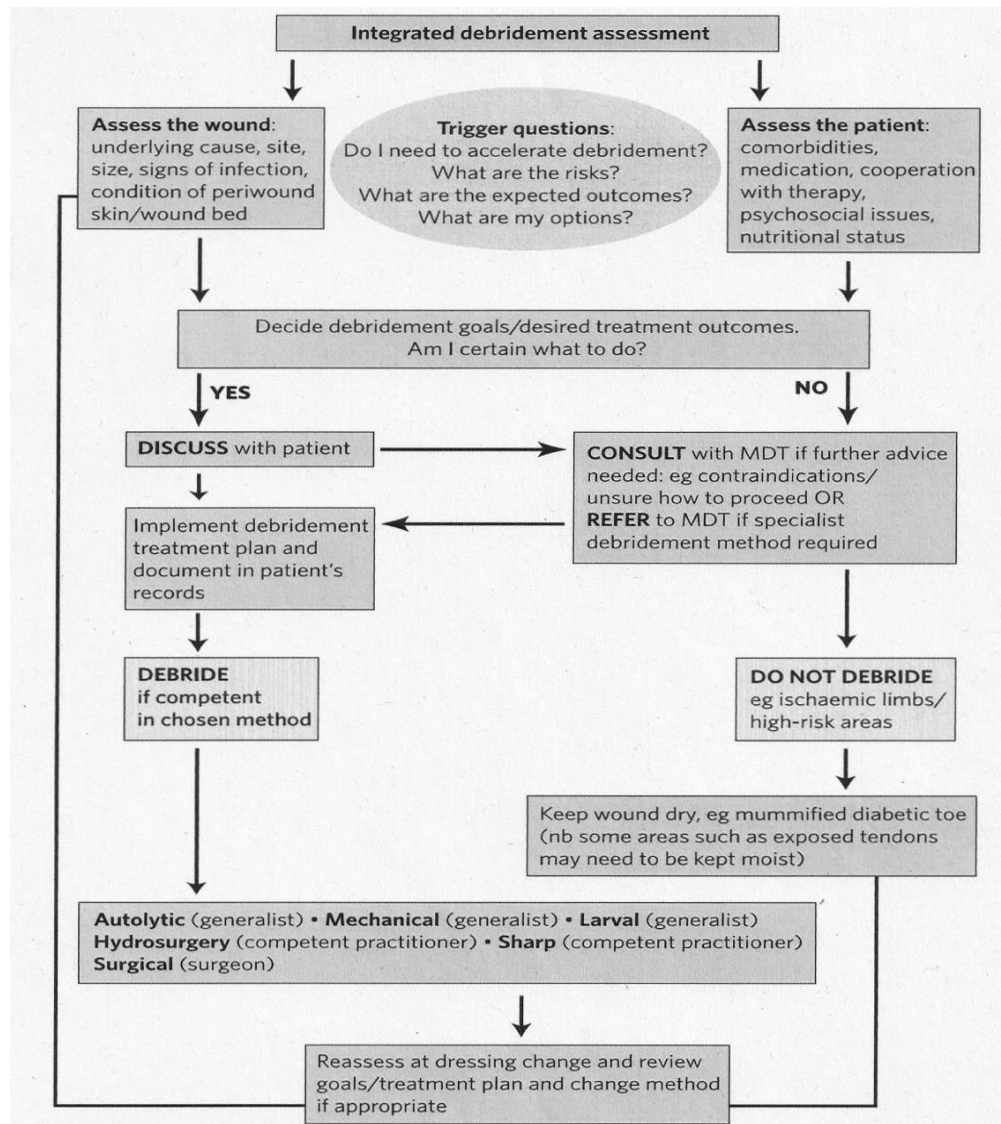 Integrated debridement assessment
Assess the wound:
underlying cause, site,
size, signs of infection,
condition of periwound
skin/wound bed
Trigger questions:
Do I need to accelerate debridement?
What are the risks?
What are the expected outcomes?
What are my options?
Assess the patient:
comorbidities,
medication, cooperation
with therapy,
psychosocial issues,
nutritional status
Decide debridement goals/desired treatment outcomes.
Am I certain what to do?
YES
NO
DISCUSS with patient
CONSULT with MDT if further advice
needed: eg contraindications/
unsure how to proceed OR
REFER to MDT if specialist
debridement method required
Implement debridement
treatment plan and
document in patient's
records
DEBRIDE
if competent
in chosen method
DO NOT DEBRIDE
eg ischaemic limbs/
high-risk areas
Keep wound dry, eg mummified diabetic toe
(nb some areas such as exposed tendons
may need to be kept moist)
Autolytic (generalist) • Mechanical (generalist) • Larval (generalist)
Hydrosurgery (competent practitioner) • Sharp (competent practitioner)
Surgical (surgeon)
Reassess at dressing change and review
goals/treatment plan and change method
if appropriate